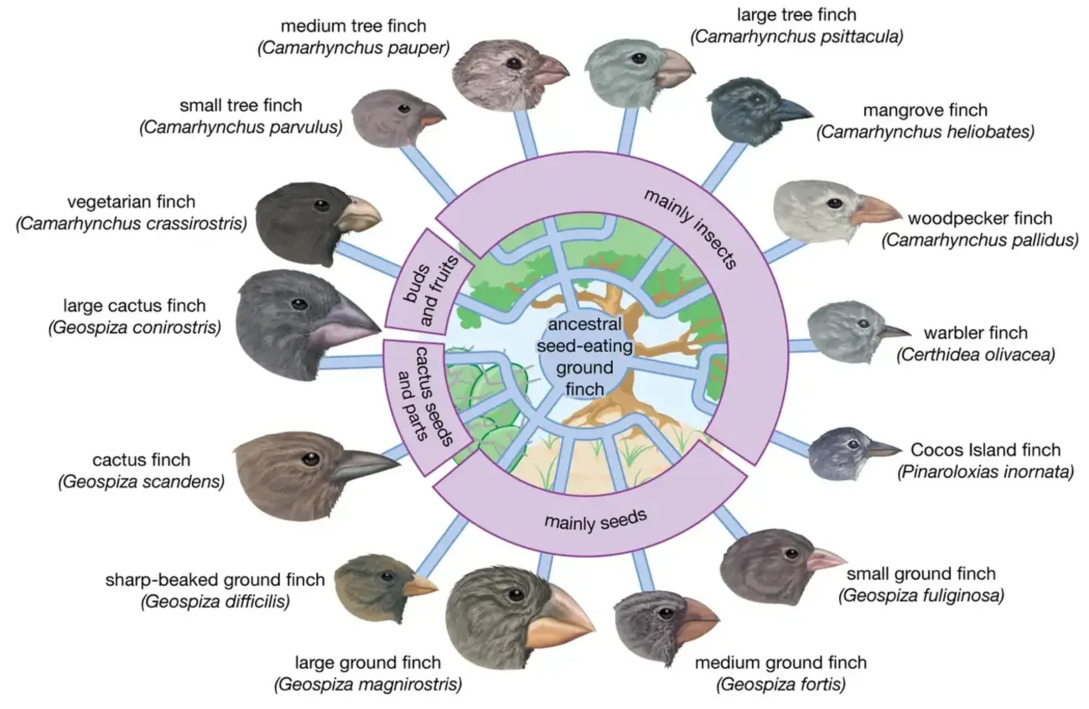 medium tree finch
(Camarhynchus pauper)
large tree finch
(Camarhynchus psittacula)
small tree finch
(Camarhynchus parvulus)
mangrove finch
(Camarhynchus heliobates)
vegetarian finch
(Camarhynchus crassirostris)
woodpecker finch
(Camarhynchus pallidus)
large cactus finch
(Geospiza conirostris)
warbler finch
(Certhidea olivacea)
cactus finch
(Geospiza scandens)
Cocos Island finch
(Pinaroloxias inornata)
sharp-beaked ground finch
(Geospiza difficilis)
small ground finch
(Geospiza fuliginosa)
large ground finch
(Geospiza magnirostris)
medium ground finch
(Geospiza fortis)
mainly insects
buds
and fruits
cactus seeds
and parts
mainly seeds
ancestral
seed-eating
ground
finch